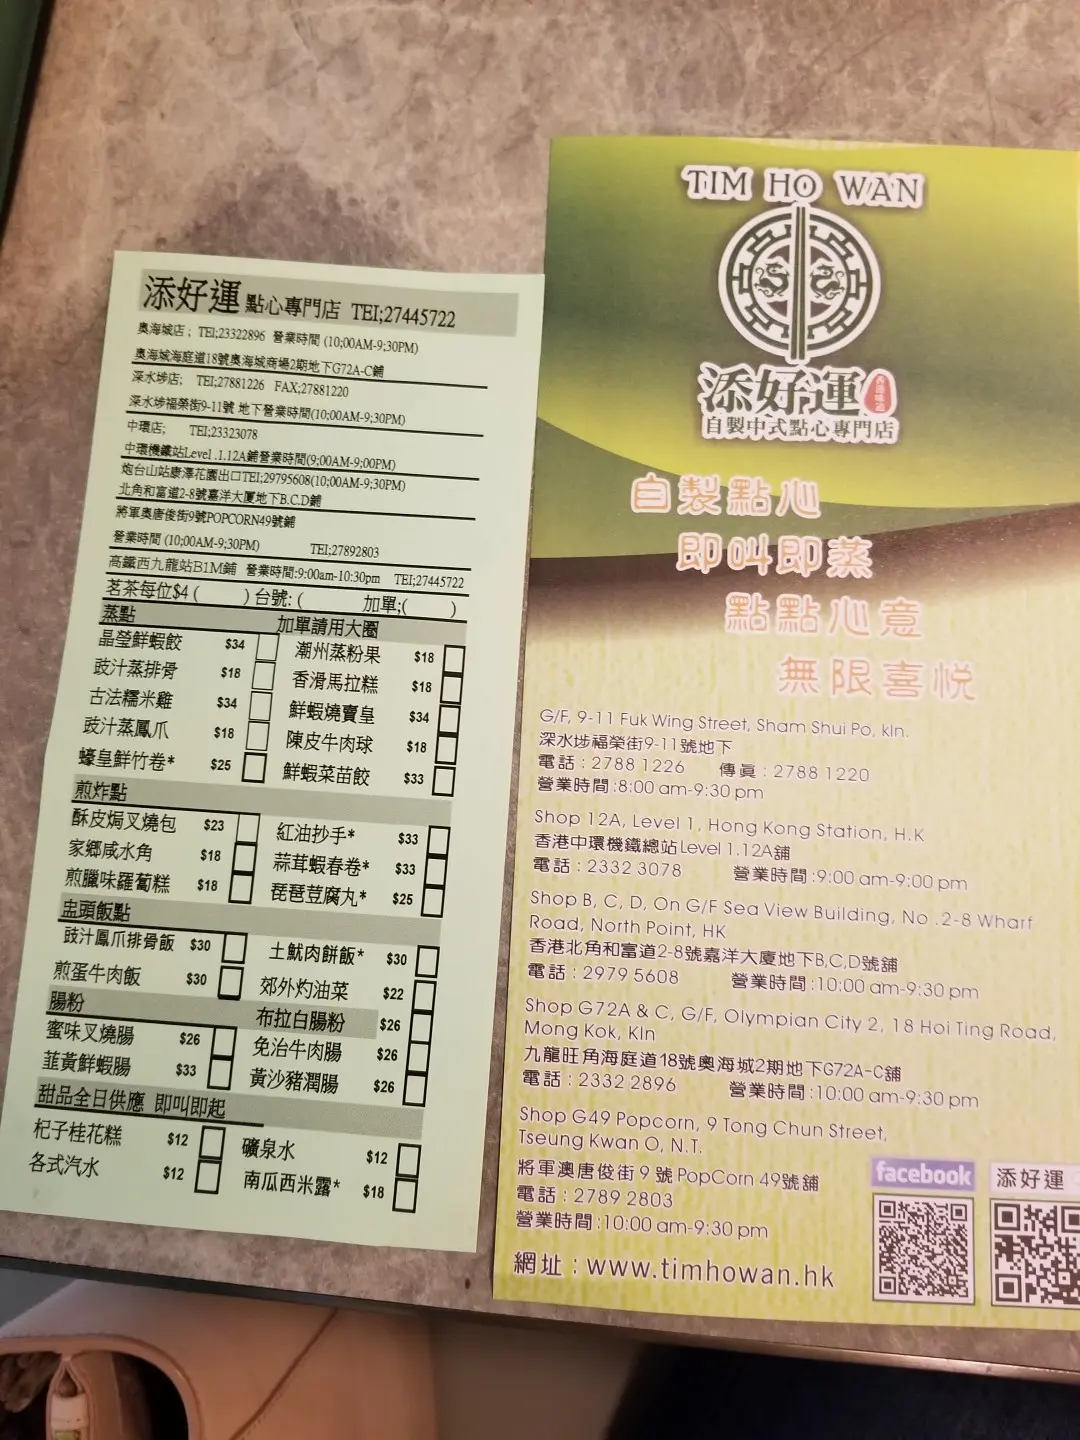 添好運 點心專門店 TEI;27445722
奧海城店； TEI;23322896 營業時間 (10;00AM-9;30PM)
奧海城海庭道18號奧海城商場2期地下G72A-C鋪
深水埗店; TEI;27881226 FAX;27881220
深水埗福榮街9-11號 地下營業時間(10;00AM-9;30PM)
中環店; TEI;23323078
中環機鐵站Level .1.12A鋪營業時間(9;00AM-9;00PM)
炮台山站康澤花園出口TEI;29795608(10;00AM-9;30PM)
北角和富道2-8號嘉洋大廈地下B.C.D鋪
將軍奧唐俊街9號POPCORN49號鋪
營業時間 (10;00AM-9;30PM) TEI;27892803
高鐵西九龍站B1M鋪 營業時間:9:00am-10:30pm TEI;27445722
茗茶每位$4 ( ) 台號: ( 加單;( )
蒸點 加單請用大圈
晶瑩鮮蝦餃 $34 潮州蒸粉果 $18
豉汁蒸排骨 $18 香滑馬拉糕 $18
古法糯米雞 $34 鮮蝦燒賣皇 $34
豉汁蒸鳳爪 $18 陳皮牛肉球 $18
蠔皇鮮竹卷* $25 鮮蝦菜苗餃 $33
煎炸點
酥皮焗叉燒包 $23 紅油抄手* $33
家鄉咸水角 $18 蒜茸蝦春卷* $33
煎臘味羅蔔糕 $18 琵琶豆腐丸* $25
盅頭飯點
豉汁鳳爪排骨飯 $30 土魷肉餅飯* $30
煎蛋牛肉飯 $30 郊外灼油菜 $22
腸粉 布拉白腸粉 $26
蜜味叉燒腸 $26 免治牛肉腸 $26
韮黃鮮蝦腸 $33 黃沙豬潤腸 $26
甜品全日供應 即叫即起
杞子桂花糕 $12 礦泉水 $12
各式汽水 $12 南瓜西米露* $18
TIM HO WAN
添好運
自製中式點心專門店
自製點心
即叫即蒸
點點心意
無限喜悅
G/F, 9-11 Fuk Wing Street, Sham Shui Po, kln.
深水埗福榮街9-11號地下
電話 : 2788 1226 傳眞 : 2788 1220
營業時間 :8:00 am-9:30 pm
Shop 12A, Level 1, Hong Kong Station, H.K
香港中環機鐵總站Level 1.12A舖
電話 : 2332 3078 營業時間 :9:00 am-9:00 pm
Shop B, C, D, On G/F Sea View Building, No .2-8 Wharf
Road, North Point, HK
香港北角和富道2-8號嘉洋大廈地下B,C,D號舖
電話 : 2979 5608 營業時間 :10:00 am-9:30 pm
Shop G72A & C, G/F, Olympian City 2, 18 Hoi Ting Road,
Mong Kok, Kln
九龍旺角海庭道18號奧海城2期地下G72A-C舖
電話 : 2332 2896 營業時間 :10:00 am-9:30 pm
Shop G49 Popcorn, 9 Tong Chun Street,
Tseung Kwan O, N.T.
將軍澳唐俊街 9 號 PopCorn 49號舖
電話 : 2789 2803
營業時間 :10:00 am-9:30 pm
網址 : www.timhowan.hk
facebook
添好運